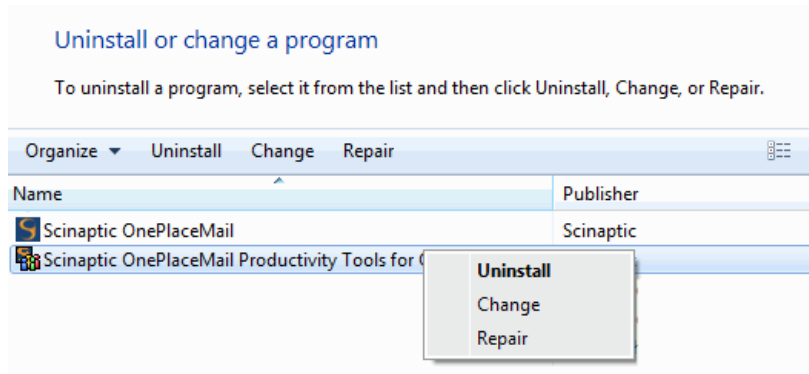 Uninstall or change a program
To uninstall a program, select it from the list and then click Uninstall, Change, or Repair.
Organize Uninstall Change Repair
Name Publisher
Scinaptic OnePlaceMail Scinaptic
Scinaptic OnePlaceMail Productivity Tools for
Uninstall
Change
Repair